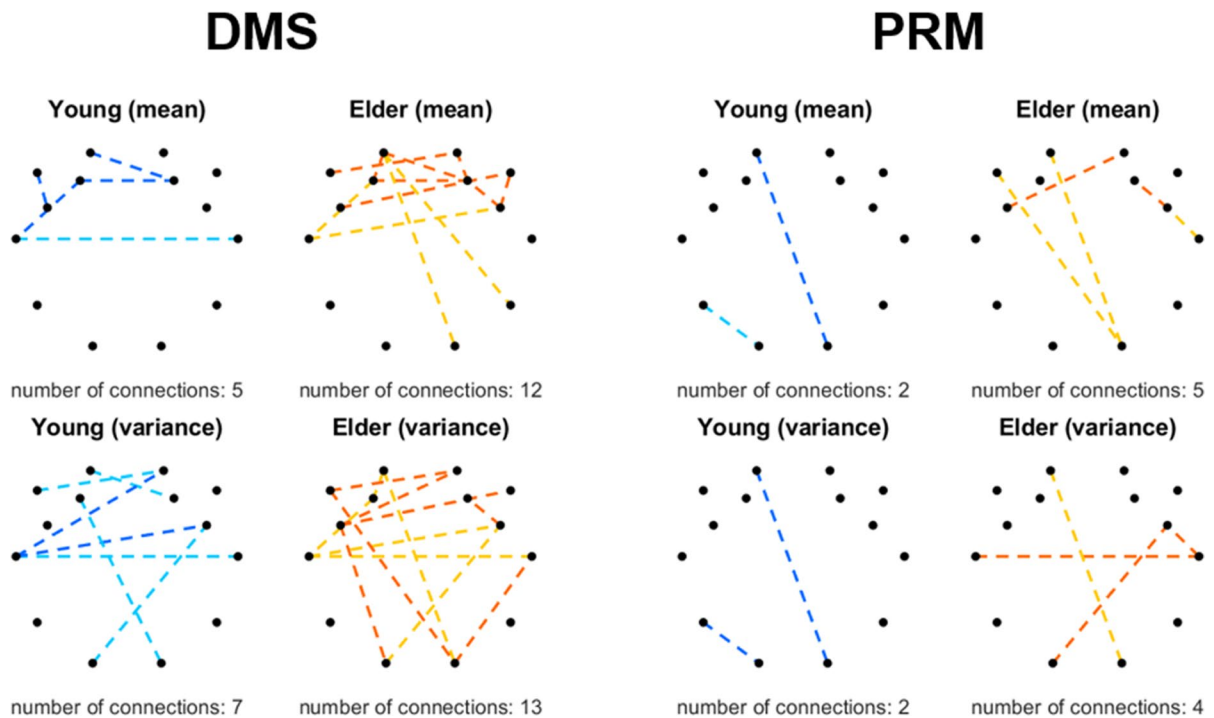 DMS
PRM
Young (mean)
Elder (mean)
Young (mean)
Elder (mean)
number of connections: 5
number of connections: 12
number of connections: 2
number of connections: 5
Young (variance)
Elder (variance)
Young (variance)
Elder (variance)
number of connections: 7
number of connections: 13
number of connections: 2
number of connections: 4